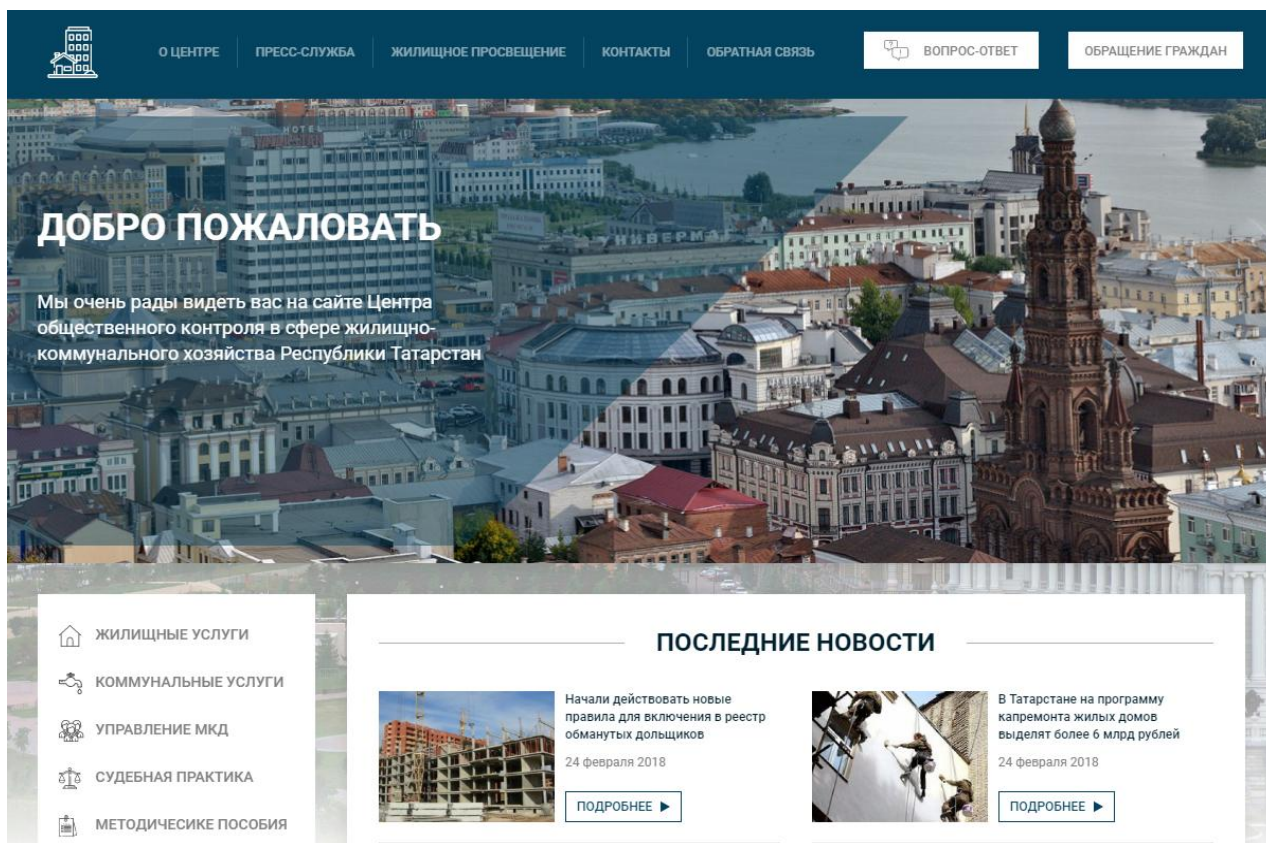 О ЦЕНТРЕ
ПРЕСС-СЛУЖБА
ЖИЛИЩНОЕ ПРОСВЕЩЕНИЕ
КОНТАКТЫ
ОБРАТНАЯ СВЯЗЬ
ВОПРОС-ОТВЕТ
ОБРАЩЕНИЕ ГРАЖДАН
HOTEL
УНИВЕРМАГ
ДОБРО ПОЖАЛОВАТЬ
Мы очень рады видеть вас на сайте Центра
общественного контроля в сфере жилищно-
коммунального хозяйства Республики Татарстан
ЖИЛИЩНЫЕ УСЛУГИ
КОММУНАЛЬНЫЕ УСЛУГИ
УПРАВЛЕНИЕ МКД
СУДЕБНАЯ ПРАКТИКА
МЕТОДИЧЕСИКЕ ПОСОБИЯ
ПОСЛЕДНИЕ НОВОСТИ
Начали действовать новые
правила для включения в реестр
обманутых дольщиков
24 февраля 2018
ПОДРОБНЕЕ
В Татарстане на программу
капремонта жилых домов
выделят более 6 млрд рублей
24 февраля 2018
ПОДРОБНЕЕ